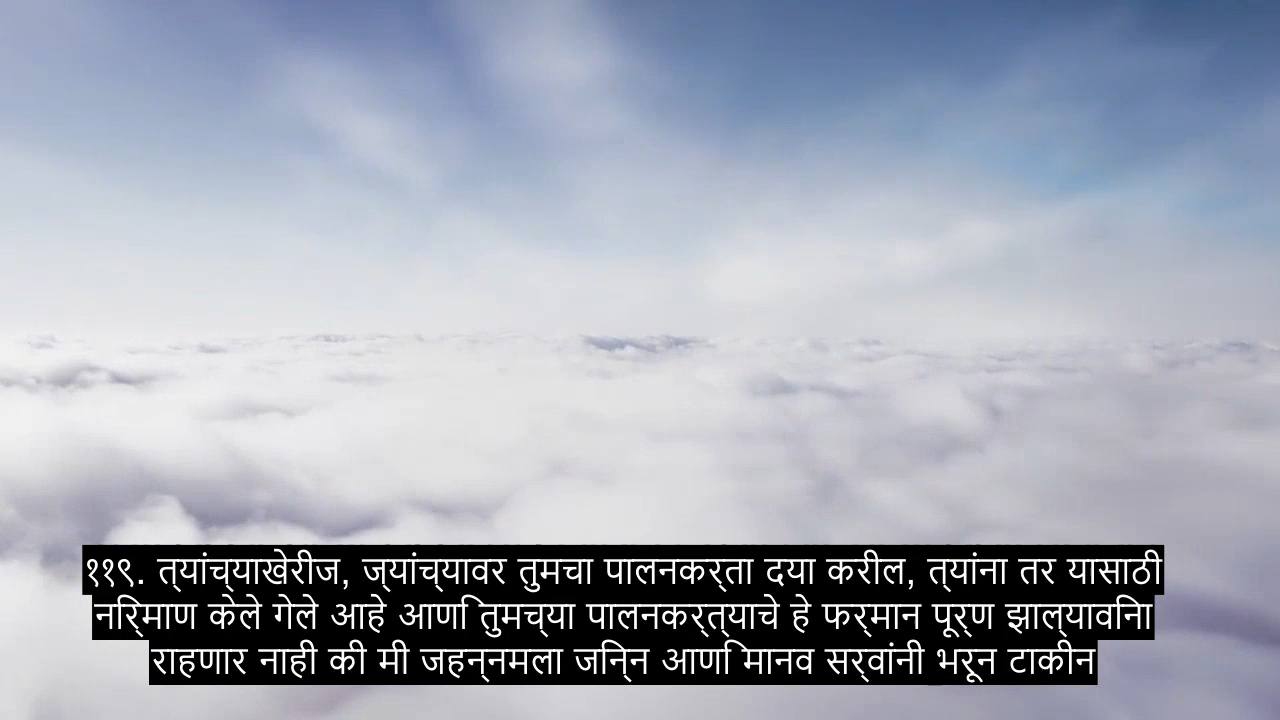 ११९. त्यांच्याखेरीज, ज्यांच्यावर तुमचा पालनकर्ता दया करील, त्यांना तर यासाठी
निर्माण केले गेले आहे आणि तुमच्या पालनकर्त्याचे हे फर्मान पूर्ण झाल्याविना
राहणार नाही की मी जहन्नमला जिन्न आणि मानव सर्वांनी भरून टाकीन